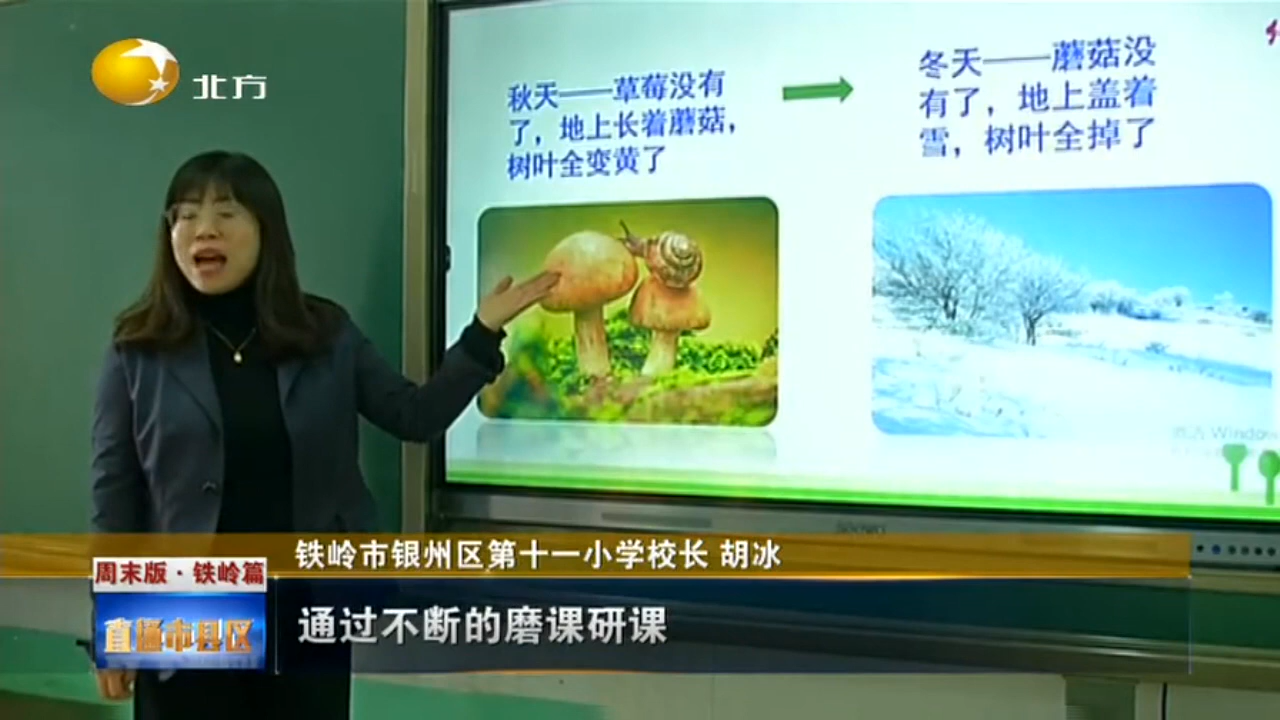 北方
秋天——草莓没有
了，地上长着蘑菇，
树叶全变黄了
冬天——蘑菇没
有了，地上盖着
雪，树叶全掉了
铁岭市银州区第十一小学校长 胡冰
周末版·铁岭篇
直播市县区
通过不断的磨课研课